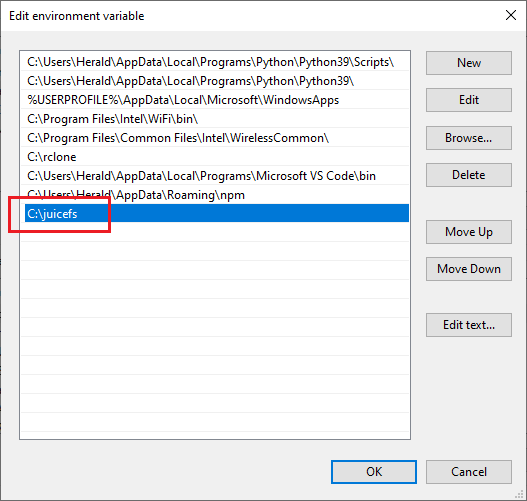 Edit environment variable
C:\Users\Herald\AppData\Local\Programs\Python\Python39\Scripts\
C:\Users\Herald\AppData\Local\Programs\Python\Python39\
%USERPROFILE%\AppData\Local\Microsoft\WindowsApps
C:\Program Files\Intel\WiFi\bin\
C:\Program Files\Common Files\Intel\WirelessCommon\
C:\rclone
C:\Users\Herald\AppData\Local\Programs\Microsoft VS Code\bin
C:\Users\Herald\AppData\Roaming\npm
C:\juicefs
New
Edit
Browse...
Delete
Move Up
Move Down
Edit text...
OK
Cancel